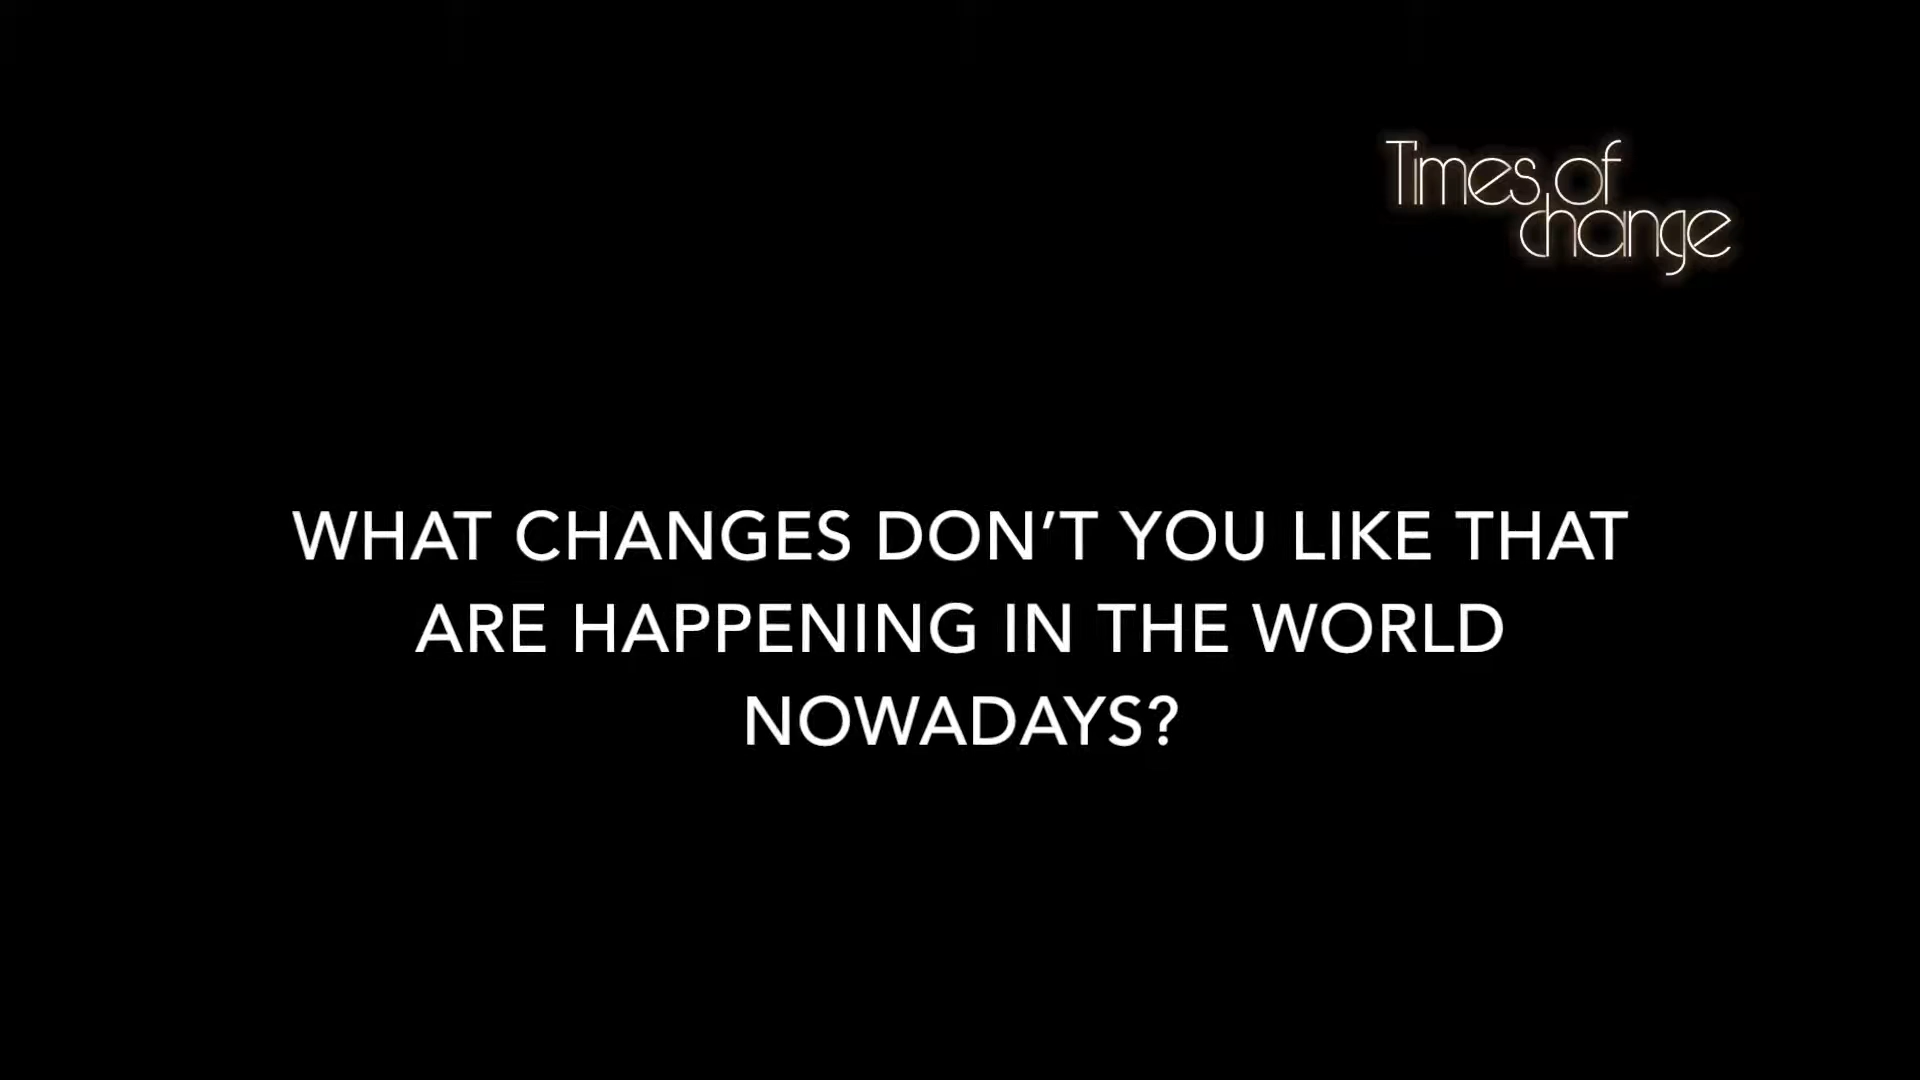 Times of
change
WHAT CHANGES DON’T YOU LIKE THAT
ARE HAPPENING IN THE WORLD
NOWADAYS?